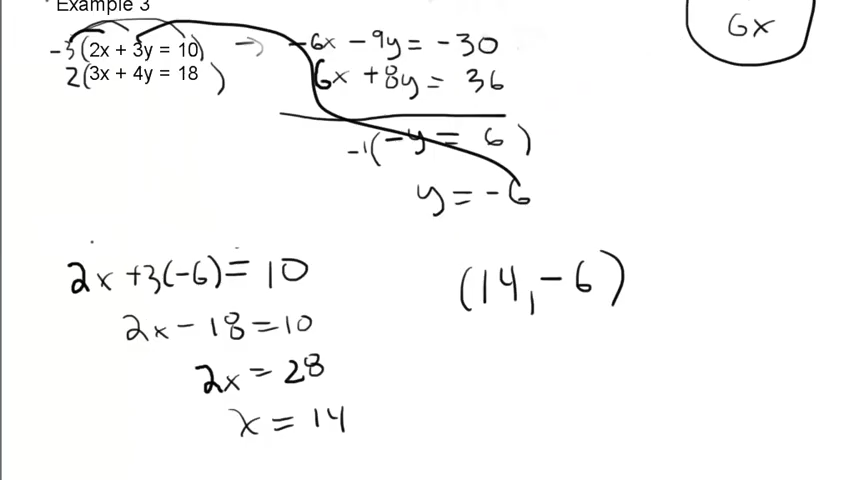 Example 3
-3(2x + 3y = 10) → -6x - 9y = -30
2(3x + 4y = 18 ) 6x + 8y = 36
-1(-y = 6 )
y = -6
6x
2x + 3(-6) = 10
(14, -6)
2x - 18 = 10
2x = 28
x = 14